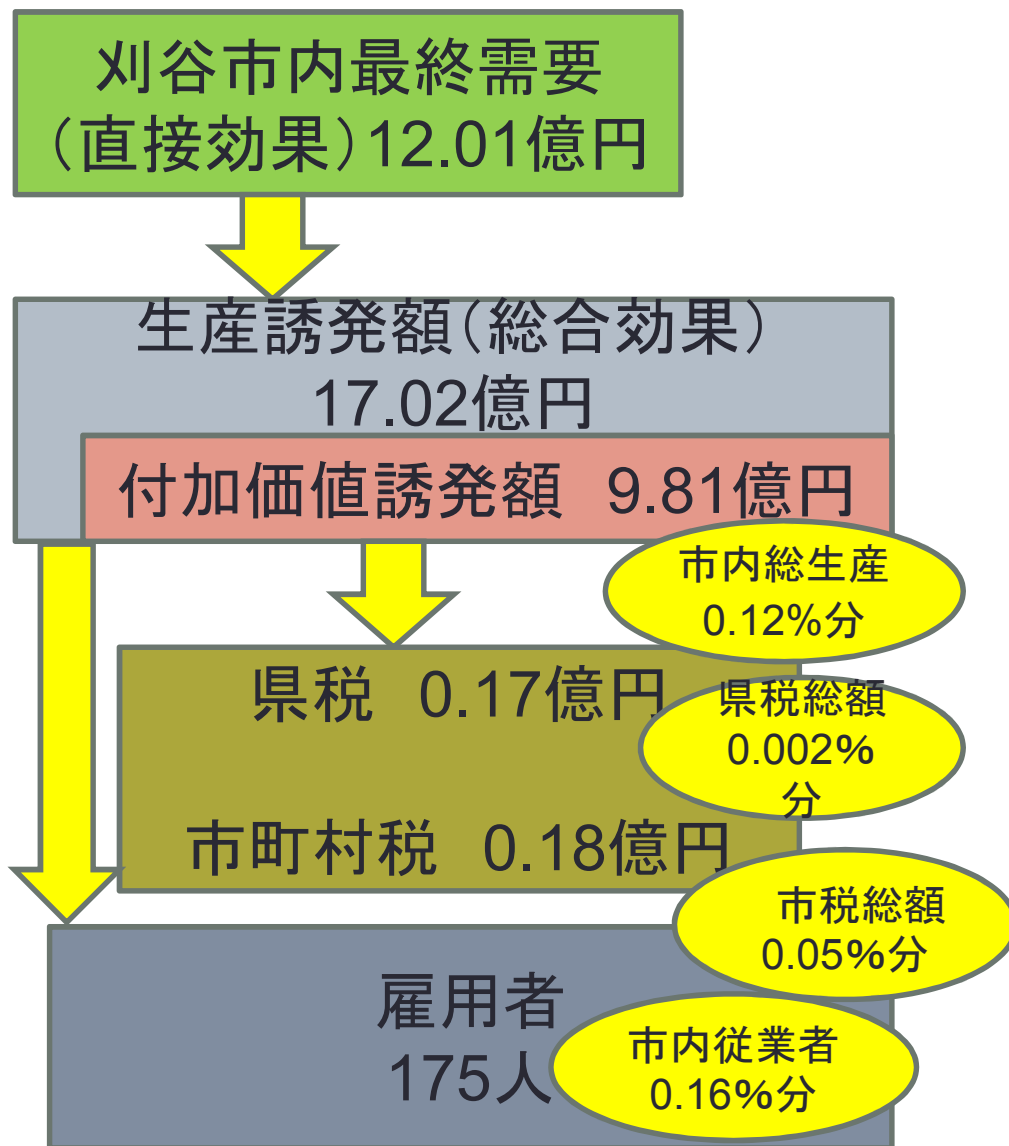 刈谷市内最終需要
（直接効果）12.01億円
生産誘発額（総合効果）
17.02億円
付加価値誘発額　9.81億円
市内総生産
0.12%分
県税　0.17億円
県税総額
0.002%
分
市町村税　0.18億円
市税総額
0.05%分
雇用者
175人
市内従業者
0.16%分